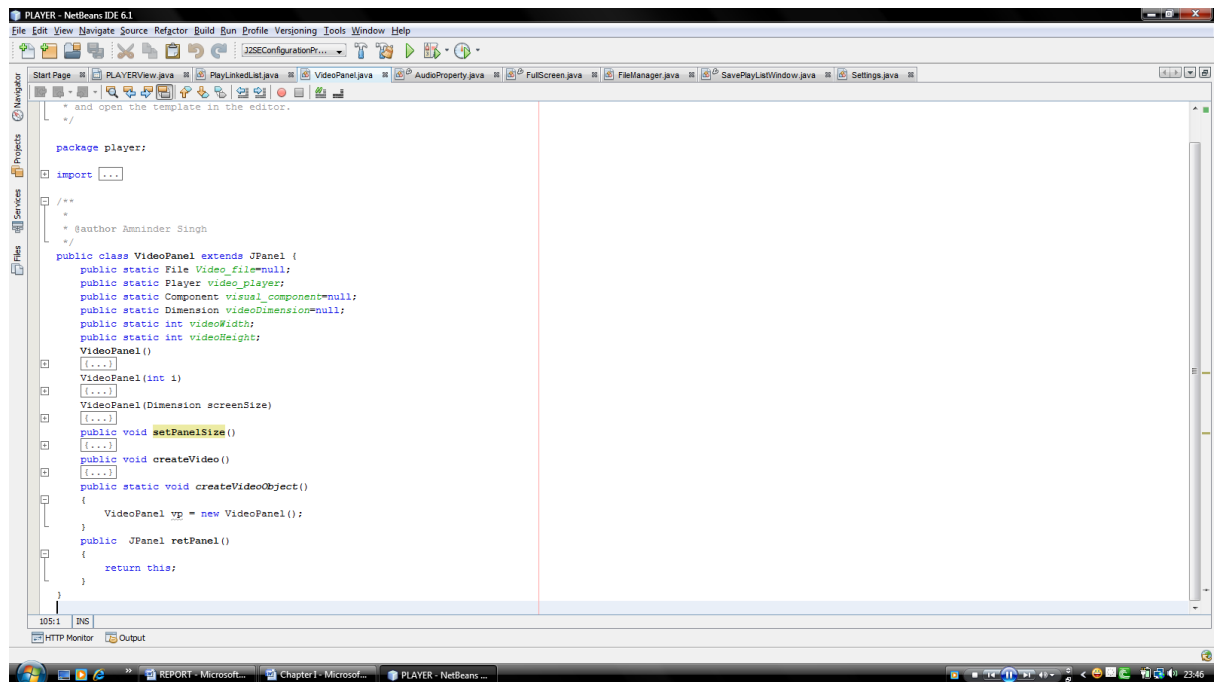 PLAYER - NetBeans IDE 6.1
File Edit View Navigate Source Refactor Build Run Profile Versioning Tools Window Help
J2SEConfigurationPr...
Start Page PLAYERView.java PlayLinkedList.java VideoPanel.java AudioProperty.java FullScreen.java FileManager.java SavePlayListWindow.java Settings.java
Navigator
Projects
Services
Files
* and open the template in the editor.
*/
package player;
import ...
/**
*
* @author Amninder Singh
*/
public class VideoPanel extends JPanel {
public static File Video_file=null;
public static Player video_player;
public static Component visual_component=null;
public static Dimension videoDimension=null;
public static int videoWidth;
public static int videoHeight;
VideoPanel()
{...}
VideoPanel(int i)
{...}
VideoPanel(Dimension screenSize)
{...}
public void setPanelSize()
{...}
public void createVideo()
{...}
public static void createVideoObject()
{
VideoPanel vp = new VideoPanel();
}
public JPanel retPanel()
{
return this;
}
}
105:1 INS
HTTP Monitor Output
REPORT - Microsoft... Chapter1 - Microsof... PLAYER - NetBeans ... 23:46